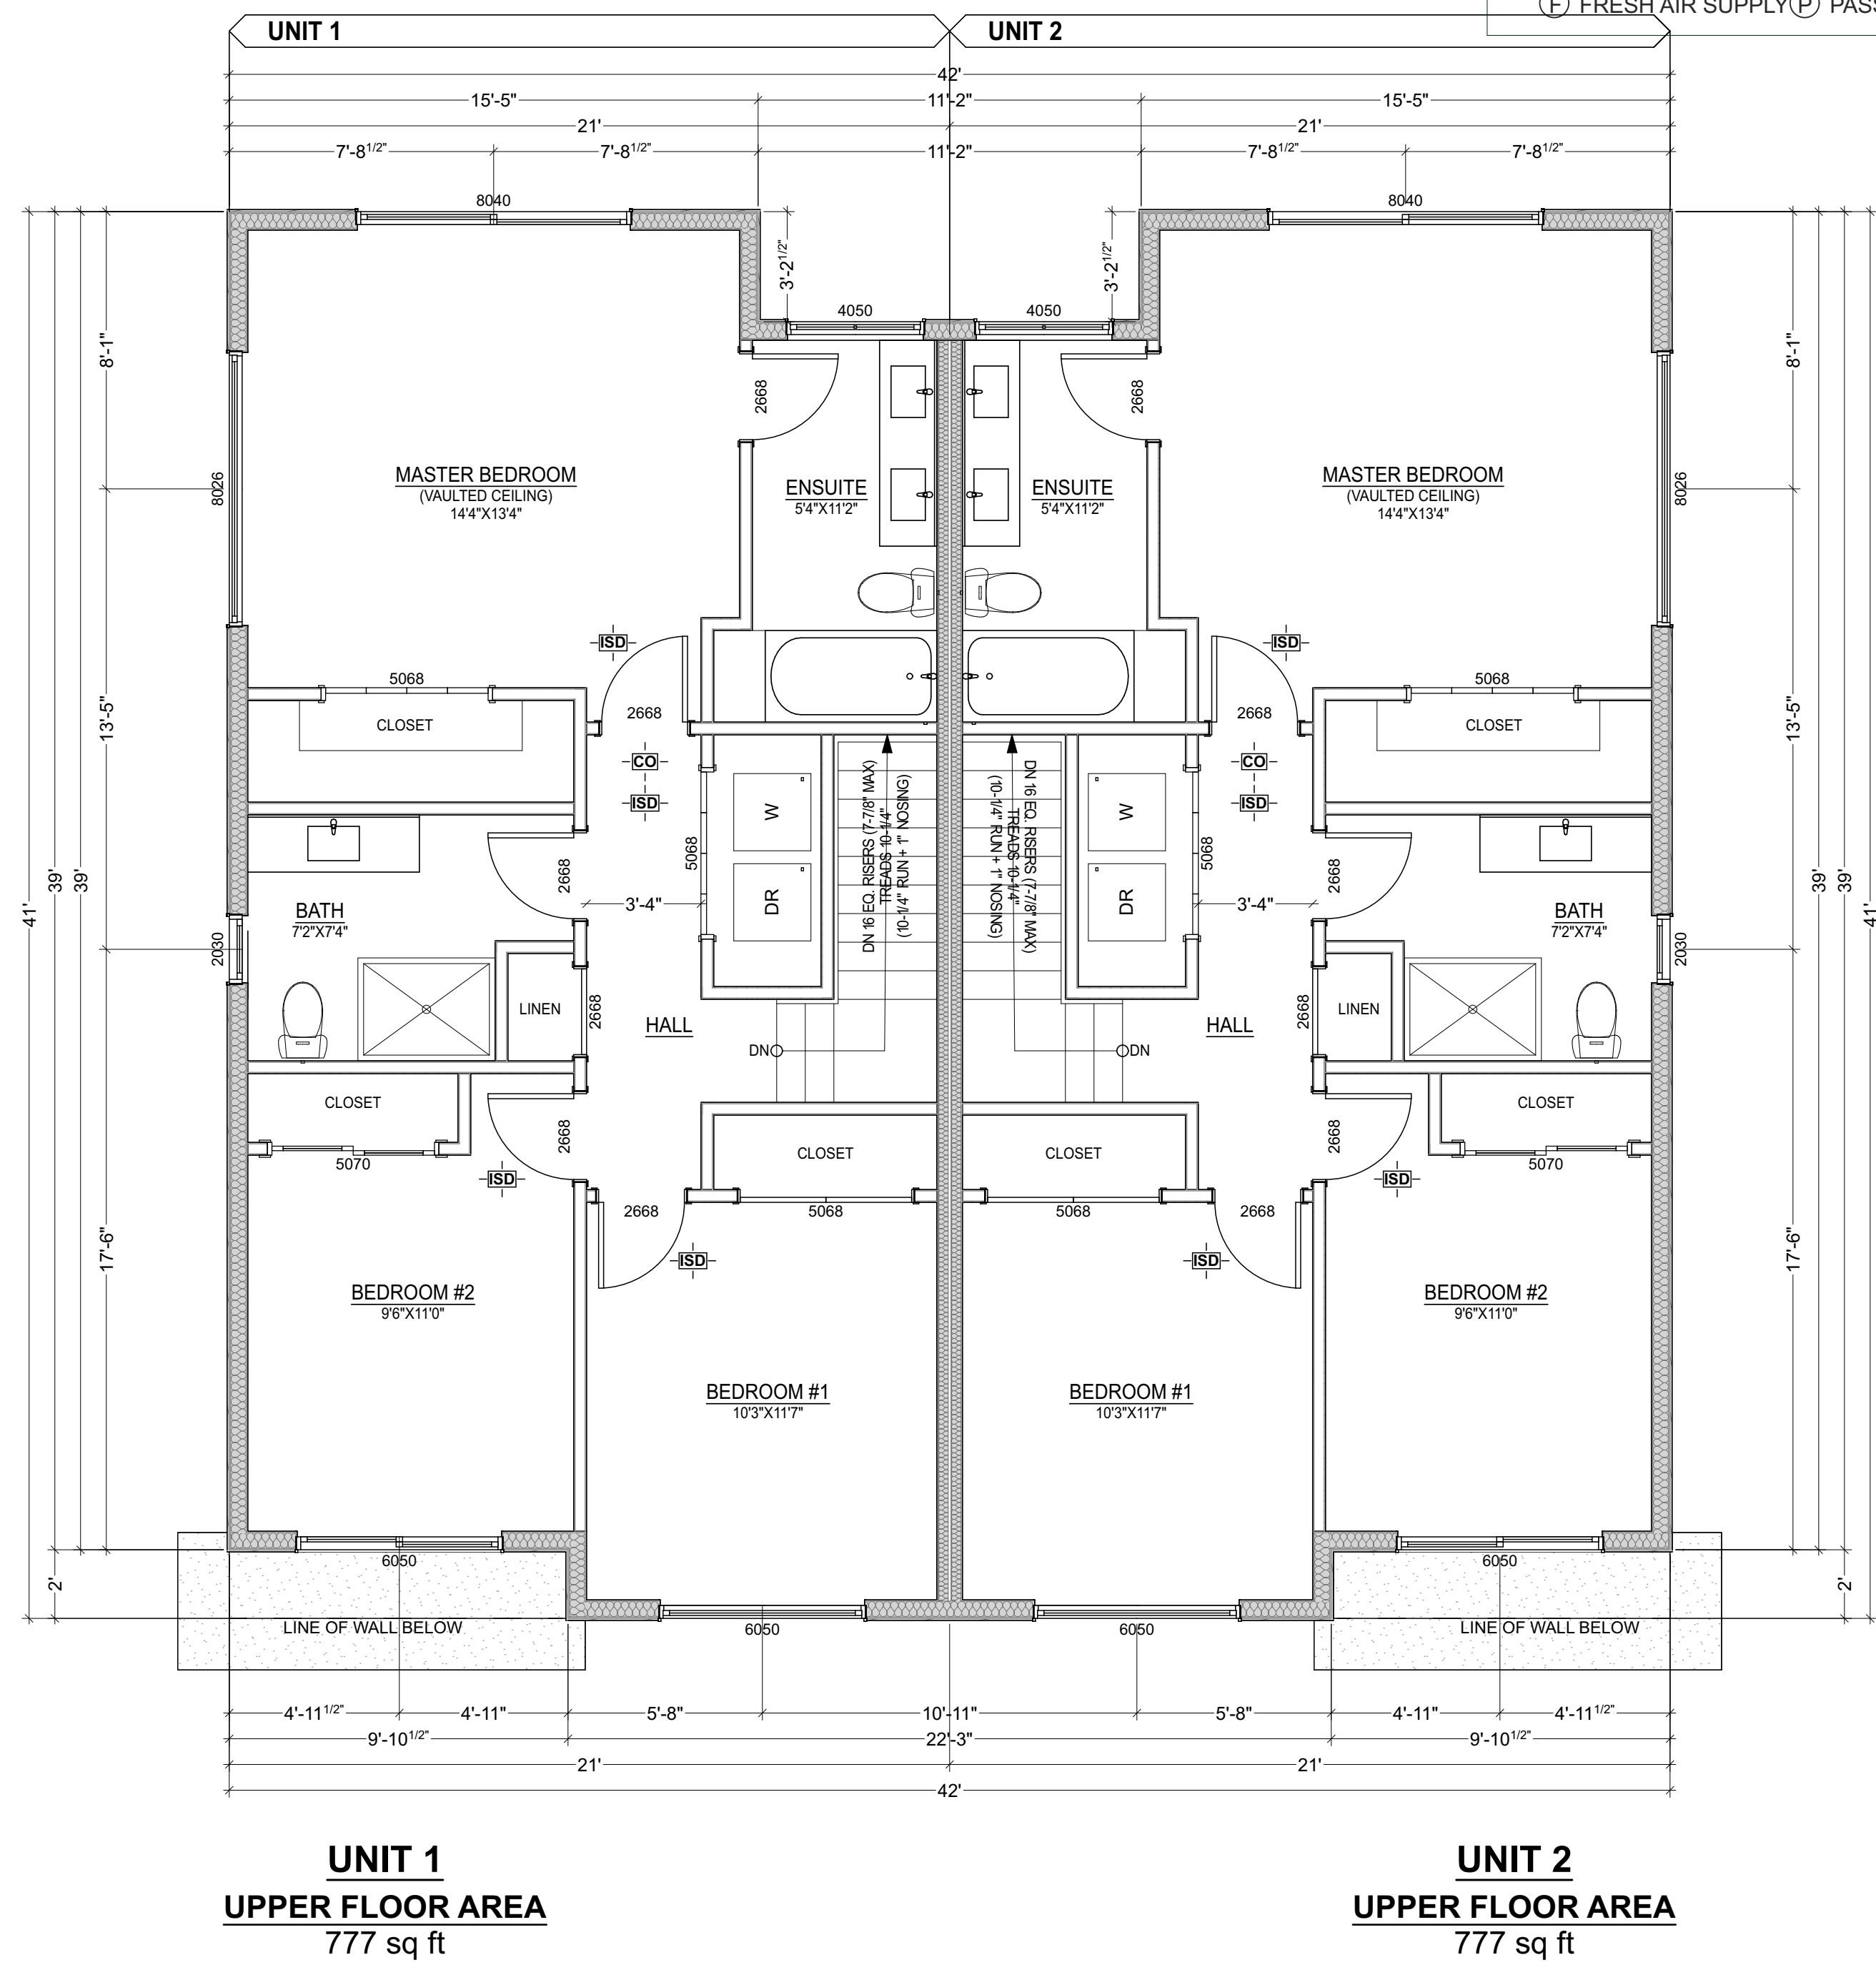 F FRESH AIR SUPPLY P
UNIT 1
UNIT 2
42'
15'-5"
11'-2"
15'-5"
21'
21'
7'-8 1/2"
7'-8 1/2"
11'-2"
7'-8 1/2"
7'-8 1/2"
8040
8040
3'-2 1/2"
3'-2 1/2"
4050
4050
8'-1"
8'-1"
2668
2668
MASTER BEDROOM
(VAULTED CEILING)
14'4"X13'4"
ENSUITE
5'4"X11'2"
ENSUITE
5'4"X11'2"
MASTER BEDROOM
(VAULTED CEILING)
14'4"X13'4"
8026
8026
ISD
ISD
5068
5068
CLOSET
2668
2668
CLOSET
13'-5"
13'-5"
CO
CO
ISD
ISD
W
W
DN 16 EQ. RISERS (7-7/8" MAX)
TREADS 10-1/4"
(10-1/4" RUN + 1" NOSING)
DN 16 EQ. RISERS (7-7/8" MAX)
TREADS 10-1/4"
(10-1/4" RUN + 1" NOSING)
5068
5068
2668
2668
39'
39'
39'
39'
41'
41'
3'-4"
3'-4"
DR
DR
BATH
7'2"X7'4"
BATH
7'2"X7'4"
2030
2030
LINEN
2668
HALL
HALL
2668
LINEN
DN
DN
CLOSET
CLOSET
2668
2668
CLOSET
CLOSET
5070
5070
ISD
ISD
2668
5068
5068
2668
17'-6"
17'-6"
ISD
ISD
BEDROOM #2
9'6"X11'0"
BEDROOM #2
9'6"X11'0"
BEDROOM #1
10'3"X11'7"
BEDROOM #1
10'3"X11'7"
6050
6050
2'
2'
LINE OF WALL BELOW
6050
6050
LINE OF WALL BELOW
4'-11 1/2"
4'-11"
5'-8"
10'-11"
5'-8"
4'-11"
4'-11 1/2"
9'-10 1/2"
22'-3"
9'-10 1/2"
21'
21'
42'
UNIT 1
UPPER FLOOR AREA
777 sq ft
UNIT 2
UPPER FLOOR AREA
777 sq ft